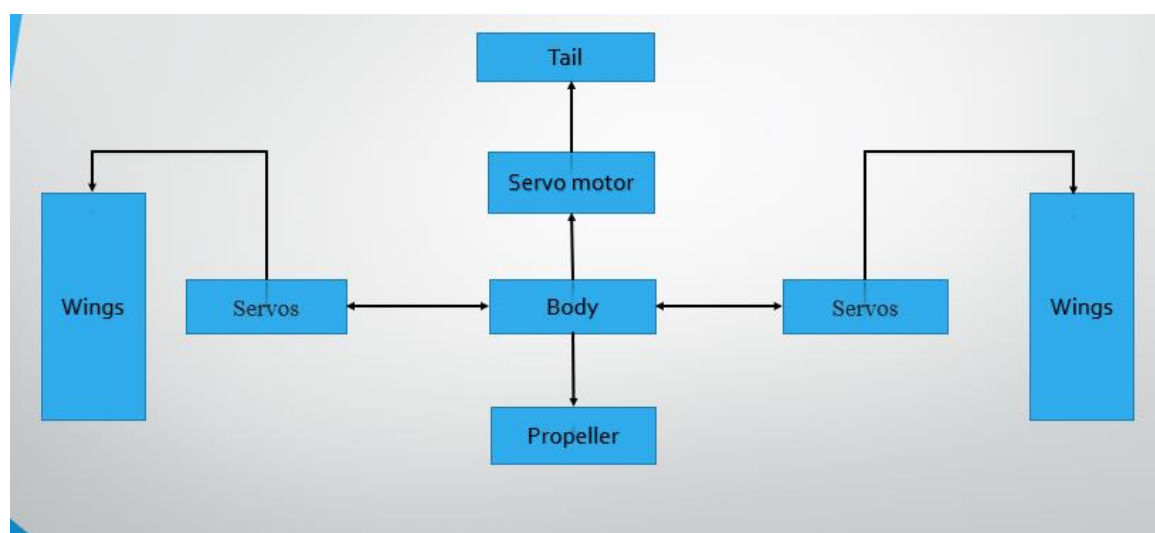 Tail
Servo motor
Wings
Servos
Body
Servos
Wings
Propeller